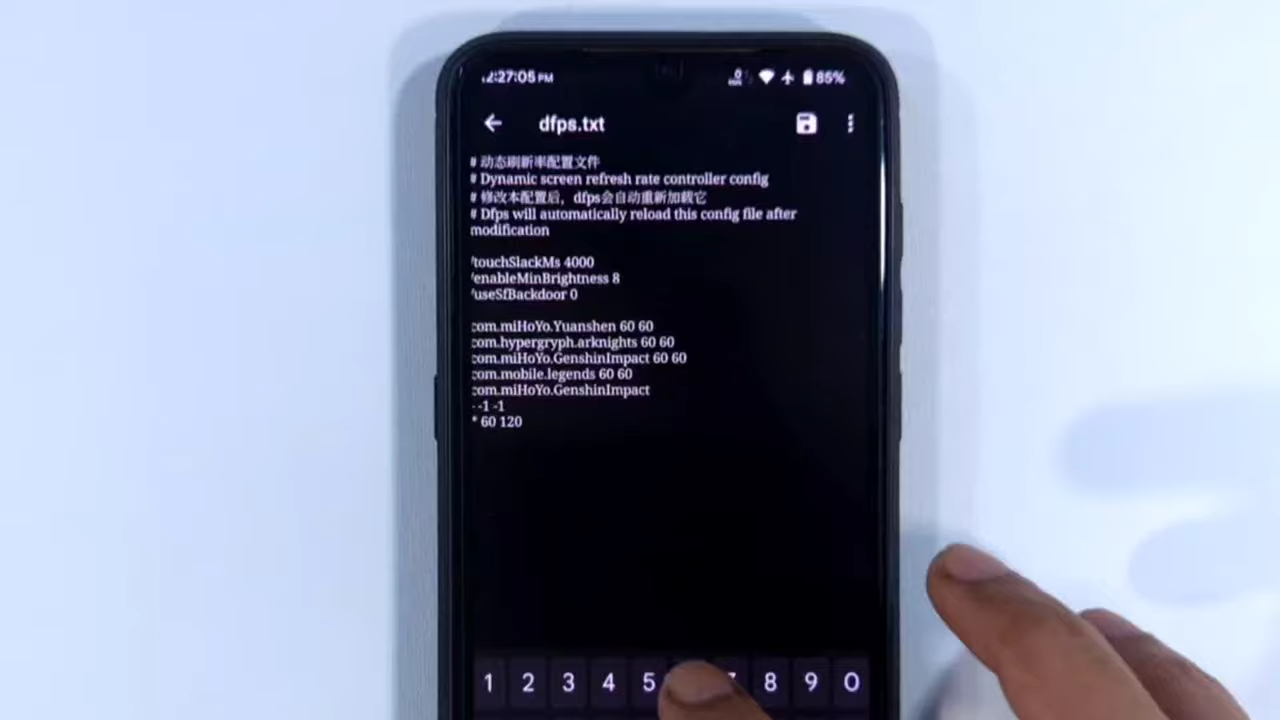 2:27:05 PM
85%
dfps.txt
# 动态刷新率配置文件
# Dynamic screen refresh rate controller config
# 修改本配置后，dfps会自动重新加载它
# Dfps will automatically reload this config file after
modification
/touchSlackMs 4000
/enableMinBrightness 8
/useSfBackdoor 0
com.miHoYo.Yuanshen 60 60
com.hypergryph.arknights 60 60
com.miHoYo.GenshinImpact 60 60
com.mobile.legends 60 60
com.miHoYo.GenshinImpact
- -1 -1
* 60 120
1 2 3 4 5 7 8 9 0